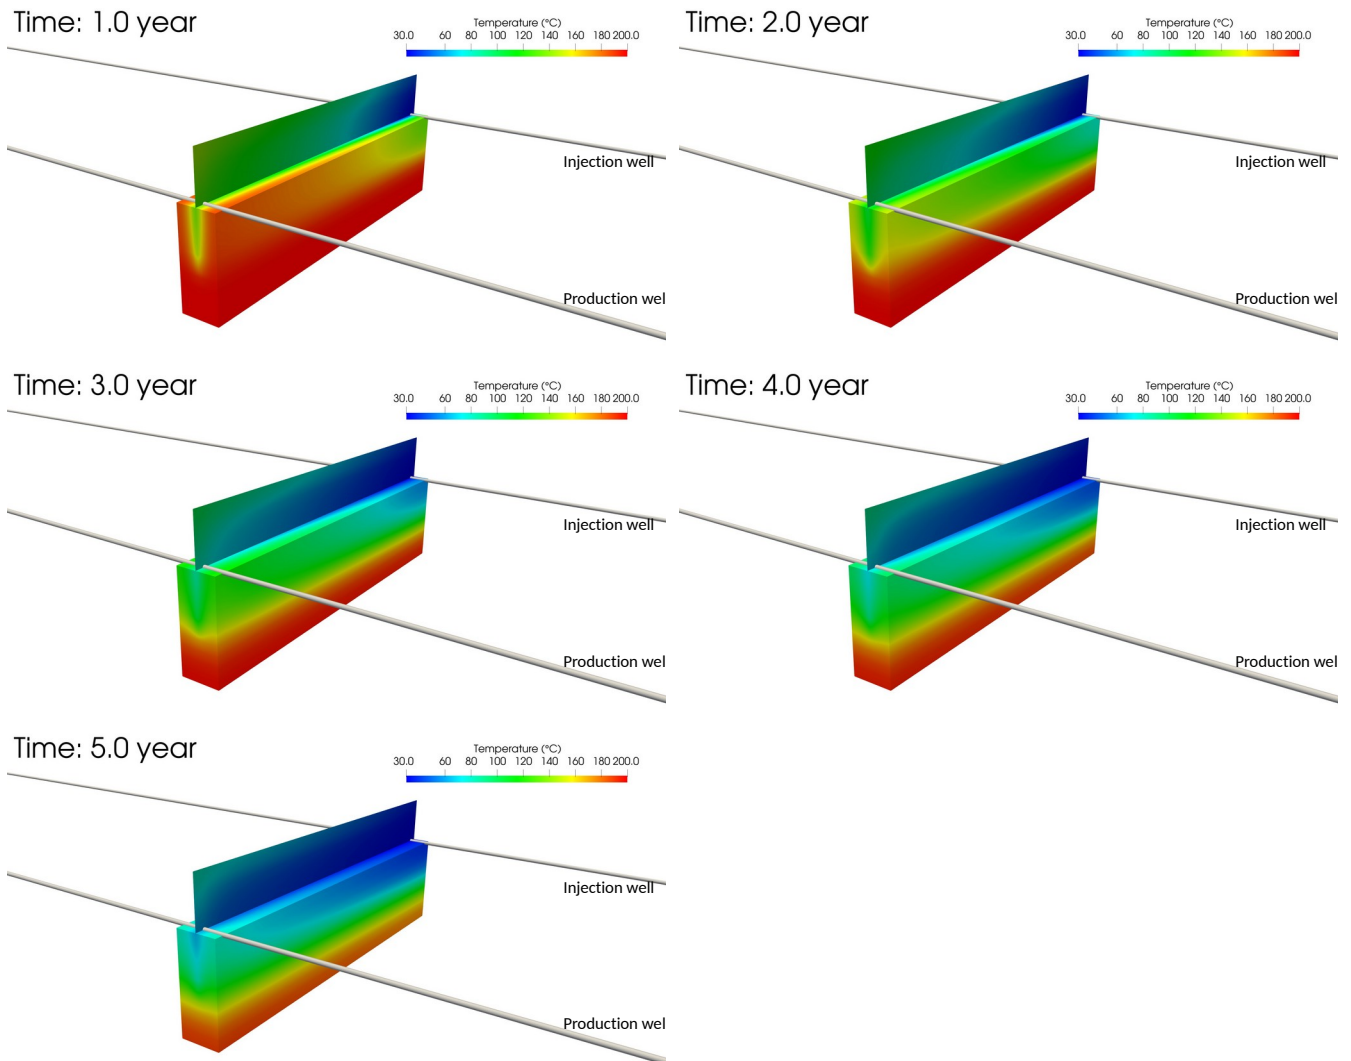 Time: 1.0 year
Temperature (°C)
30.0 60 80 100 120 140 160 180 200.0
Injection well
Production wel
Time: 2.0 year
Temperature (°C)
30.0 60 80 100 120 140 160 180 200.0
Injection well
Production wel
Time: 3.0 year
Temperature (°C)
30.0 60 80 100 120 140 160 180 200.0
Injection well
Production wel
Time: 4.0 year
Temperature (°C)
30.0 60 80 100 120 140 160 180 200.0
Injection well
Production wel
Time: 5.0 year
Temperature (°C)
30.0 60 80 100 120 140 160 180 200.0
Injection well
Production wel